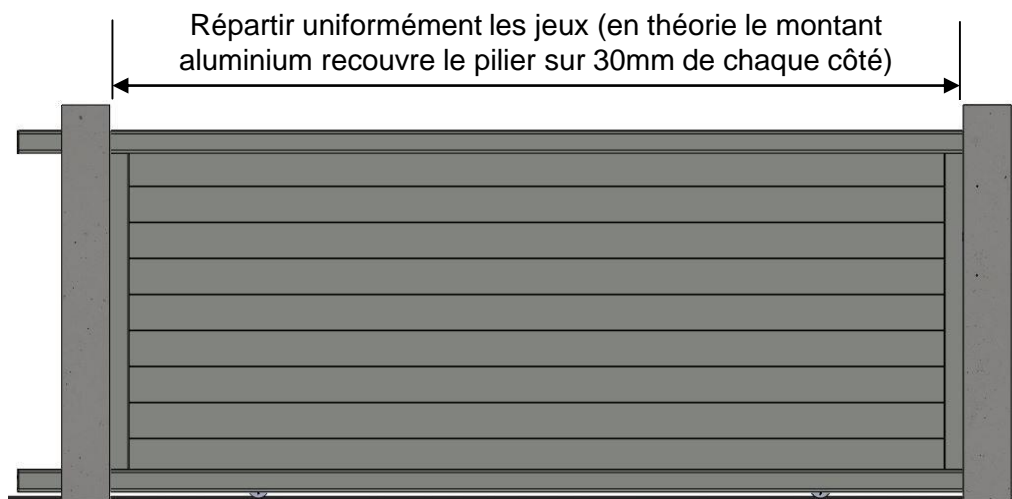 Répartir uniformément les jeux (en théorie le montant
aluminium recouvre le pilier sur 30mm de chaque côté)